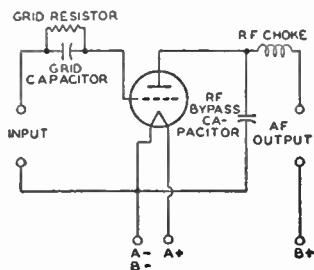 GRID RESISTOR
GRID
CAPACITOR
RF CHOKE
INPUT
RF
BYPASS
CA-
PACITOR
AF
OUTPUT
A-
B-
A+
B+